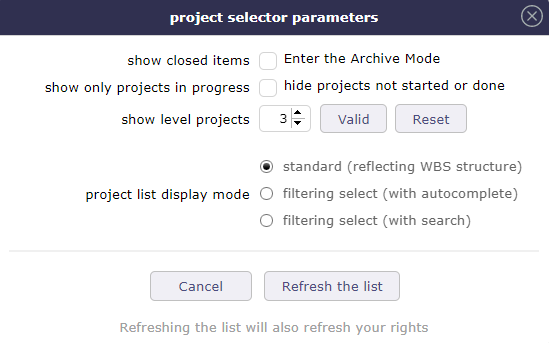 project selector parameters
show closed items Enter the Archive Mode
show only projects in progress hide projects not started or done
show level projects 3 Valid Reset
standard (reflecting WBS structure)
project list display mode filtering select (with autocomplete)
filtering select (with search)
Cancel Refresh the list
Refreshing the list will also refresh your rights